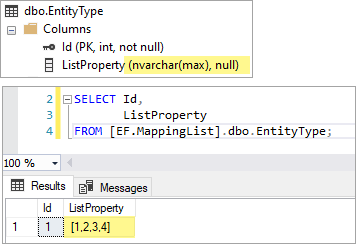 dbo.EntityType
Columns
Id (PK, int, not null)
ListProperty (nvarchar(max), null)
2 SELECT Id,
3 ListProperty
4 FROM [EF.MappingList].dbo.EntityType;
100 %
Results Messages
Id ListProperty
1 1 [1,2,3,4]